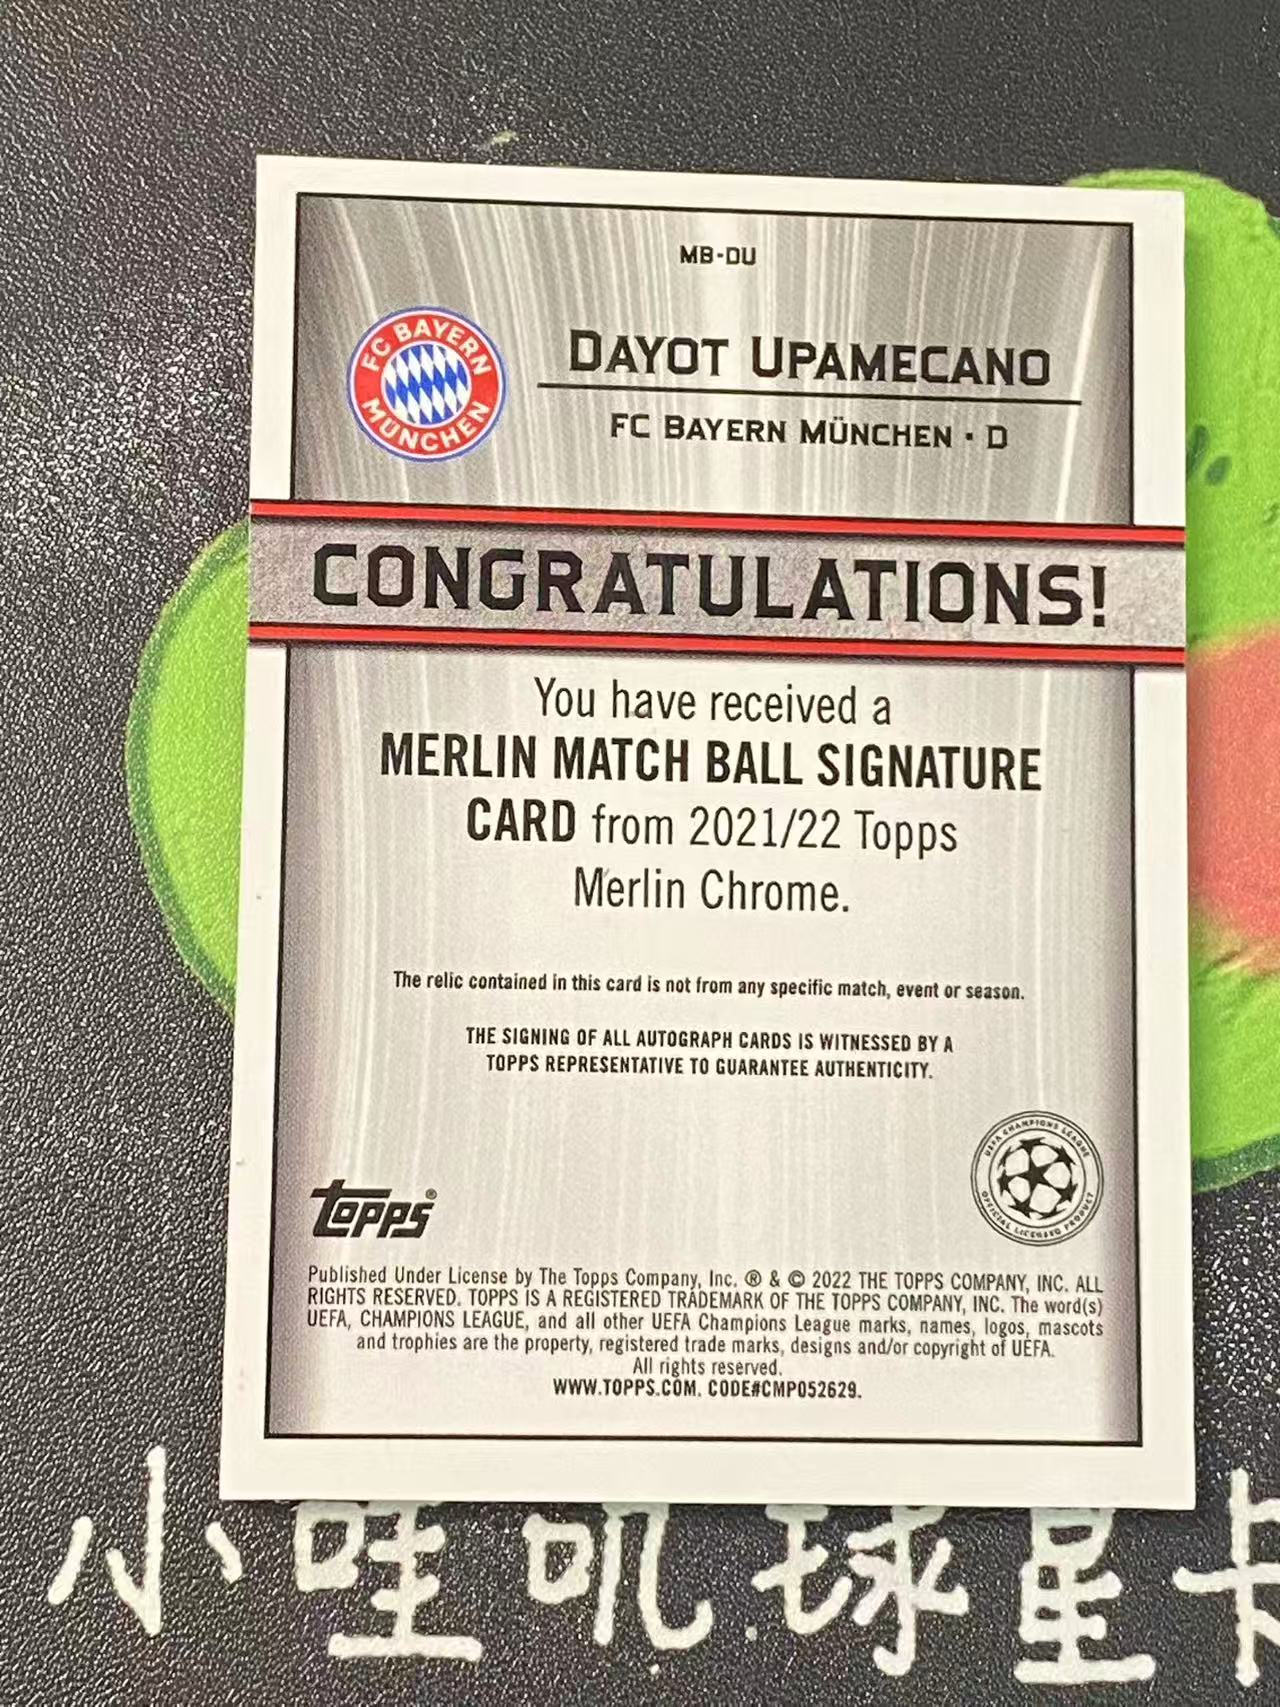 MB-DU
FC BAYERN
MÜNCHEN
DAYOT UPAMECANO
FC BAYERN MÜNCHEN · D
CONGRATULATIONS!
You have received a
MERLIN MATCH BALL SIGNATURE
CARD from 2021/22 Topps
Merlin Chrome.
The relic contained in this card is not from any specific match, event or season.
THE SIGNING OF ALL AUTOGRAPH CARDS IS WITNESSED BY A
TOPPS REPRESENTATIVE TO GUARANTEE AUTHENTICITY.
UEFA CHAMPIONS LEAGUE
OFFICIAL LICENSED PRODUCT
topps®
Published Under License by The Topps Company, Inc. ® & © 2022 THE TOPPS COMPANY, INC. ALL
RIGHTS RESERVED. TOPPS IS A REGISTERED TRADEMARK OF THE TOPPS COMPANY, INC. The word(s)
UEFA, CHAMPIONS LEAGUE, and all other UEFA Champions League marks, names, logos, mascots
and trophies are the property, registered trade marks, designs and/or copyright of UEFA.
All rights reserved.
WWW.TOPPS.COM. CODE#CMP052629.
小哇叽球星卡